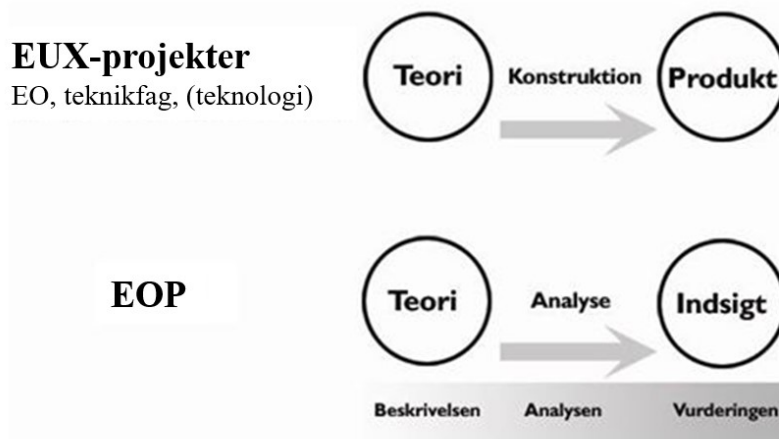 EUX-projekter
EO, teknikfag, (teknologi)
Teori
Konstruktion
Produkt
EOP
Teori
Analyse
Indsigt
Beskrivelsen
Analysen
Vurderingen